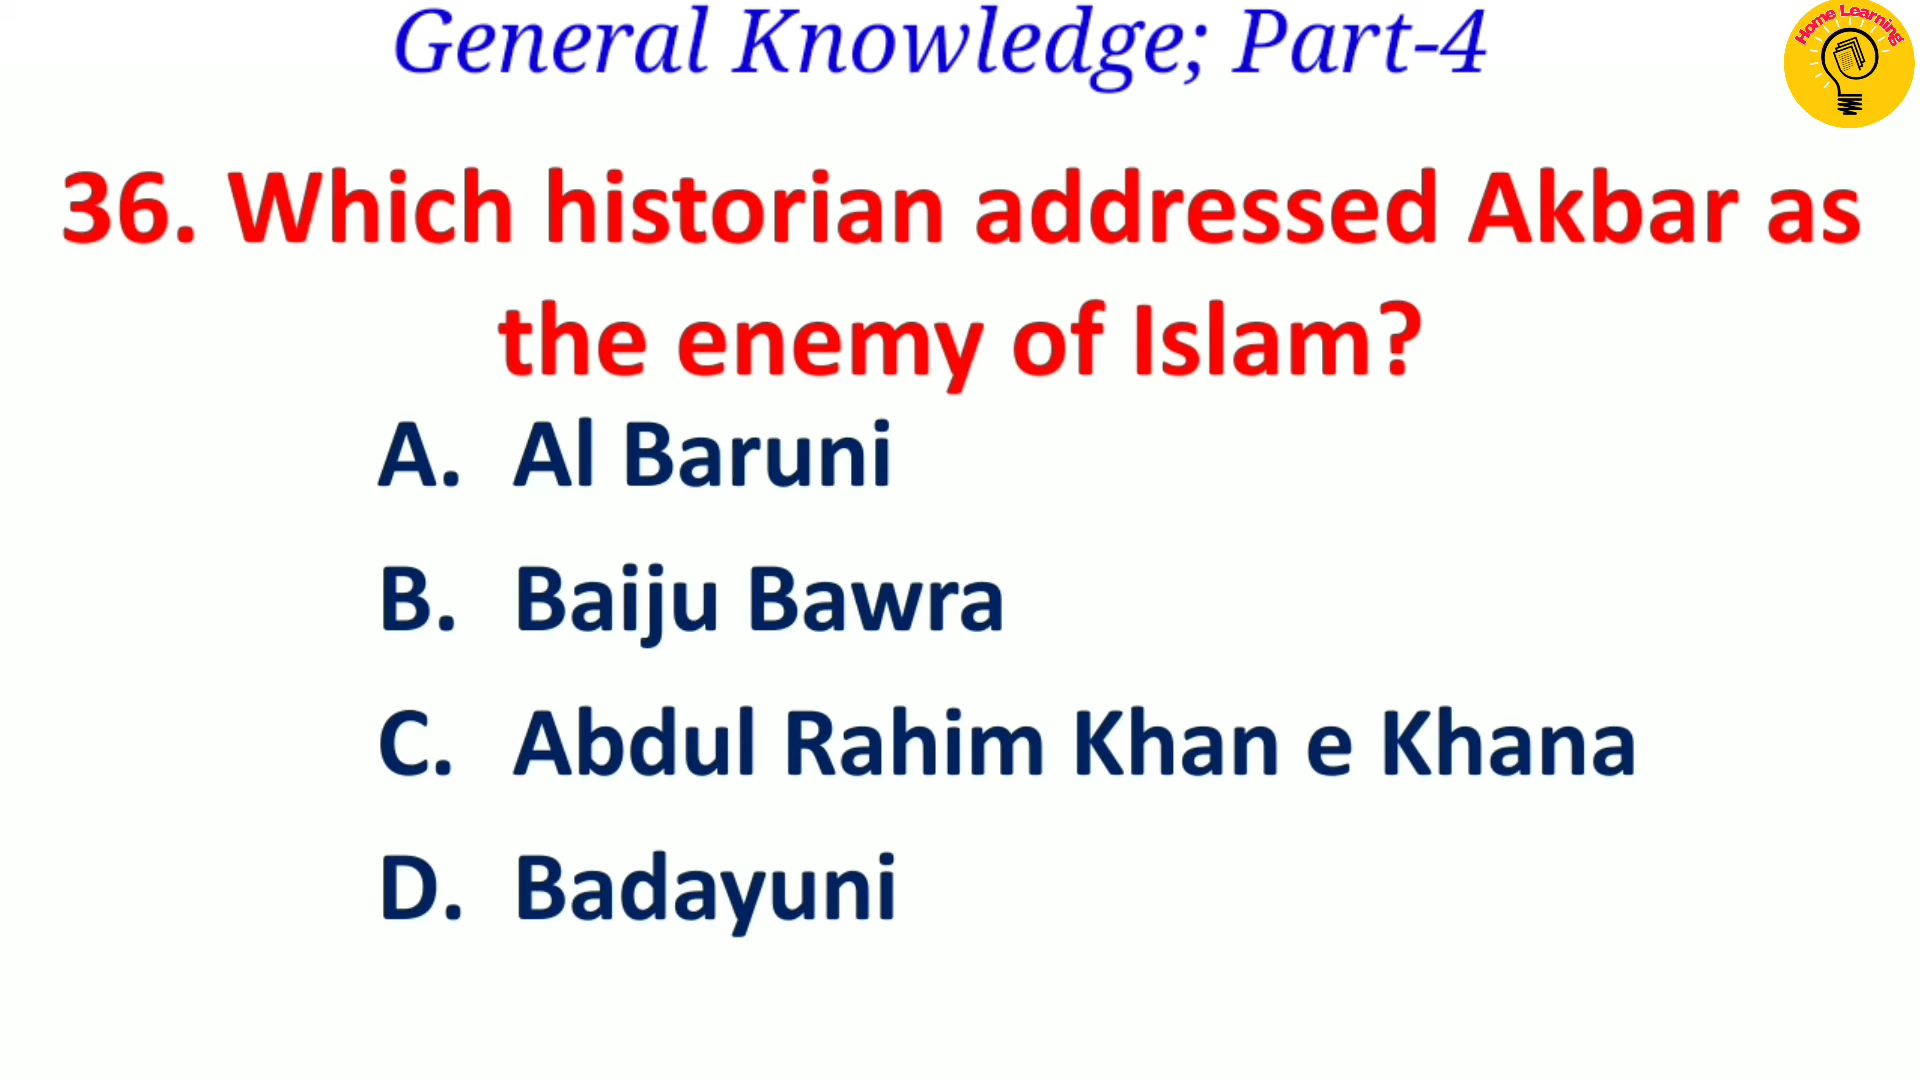 General Knowledge; Part-4
Home Learning
36. Which historian addressed Akbar as
the enemy of Islam?
A. Al Baruni
B. Baiju Bawra
C. Abdul Rahim Khan e Khana
D. Badayuni